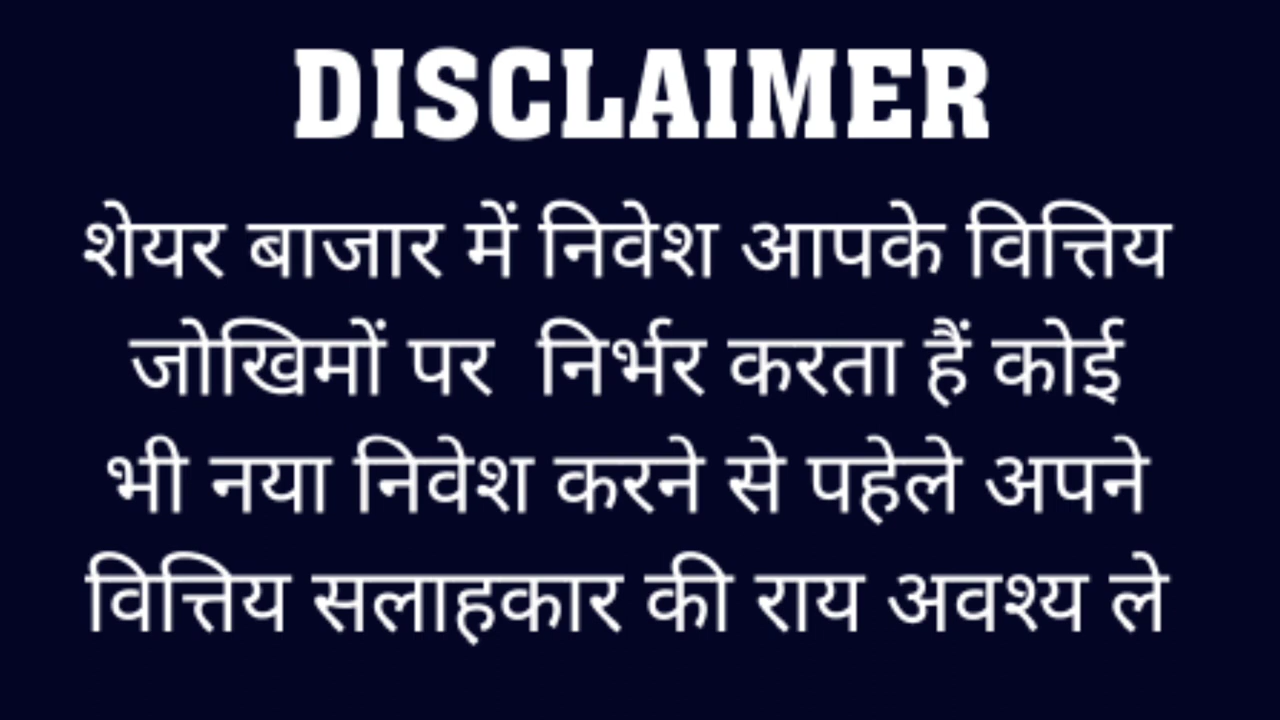 DISCLAIMER
शेयर बाजार में निवेश आपके वित्तिय
जोखिमों पर निर्भर करता हैं कोई
भी नया निवेश करने से पहेले अपने
वित्तिय सलाहकार की राय अवश्य ले